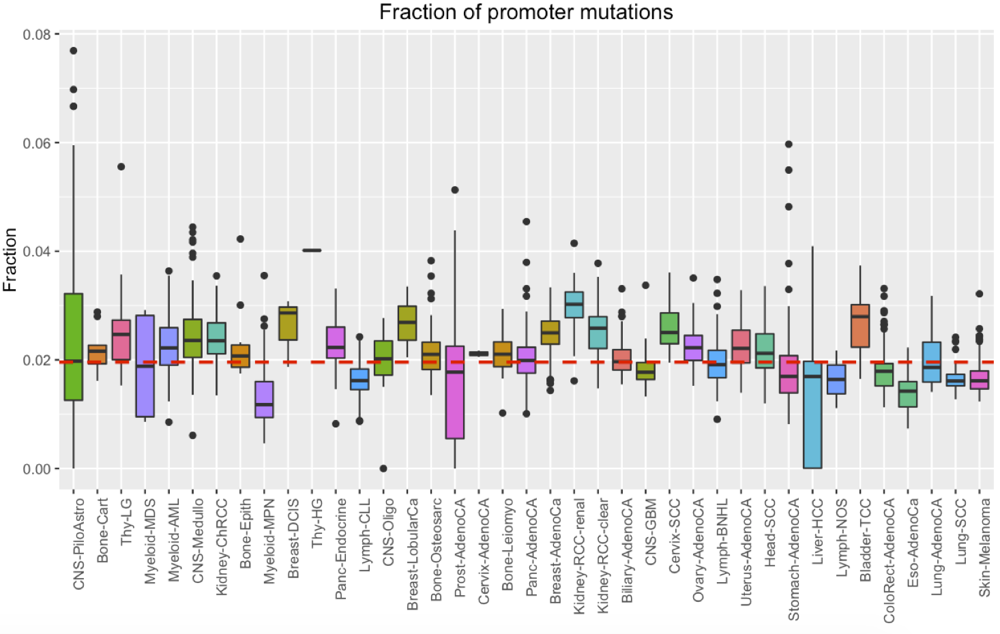 Fraction of promoter mutations
Fraction
0.08
0.06
0.04
0.02
0.00
CNS-PiloAstro
Bone-Cart
Thy-LG
Myeloid-MDS
Myeloid-AML
CNS-Medullo
Kidney-ChRCC
Bone-Epith
Myeloid-MPN
Breast-DCIS
Thy-HG
Panc-Endocrine
Lymph-CLL
CNS-Oligo
Breast-LobularCa
Bone-Osteosarc
Prost-AdenoCA
Cervix-AdenoCA
Bone-Leiomyo
Panc-AdenoCA
Breast-AdenoCa
Kidney-RCC-renal
Kidney-RCC-clear
Biliary-AdenoCA
CNS-GBM
Cervix-SCC
Ovary-AdenoCA
Lymph-BNHL
Uterus-AdenoCA
Head-SCC
Stomach-AdenoCA
Liver-HCC
Lymph-NOS
Bladder-TCC
ColoRect-AdenoCA
Eso-AdenoCa
Lung-AdenoCA
Lung-SCC
Skin-Melanoma